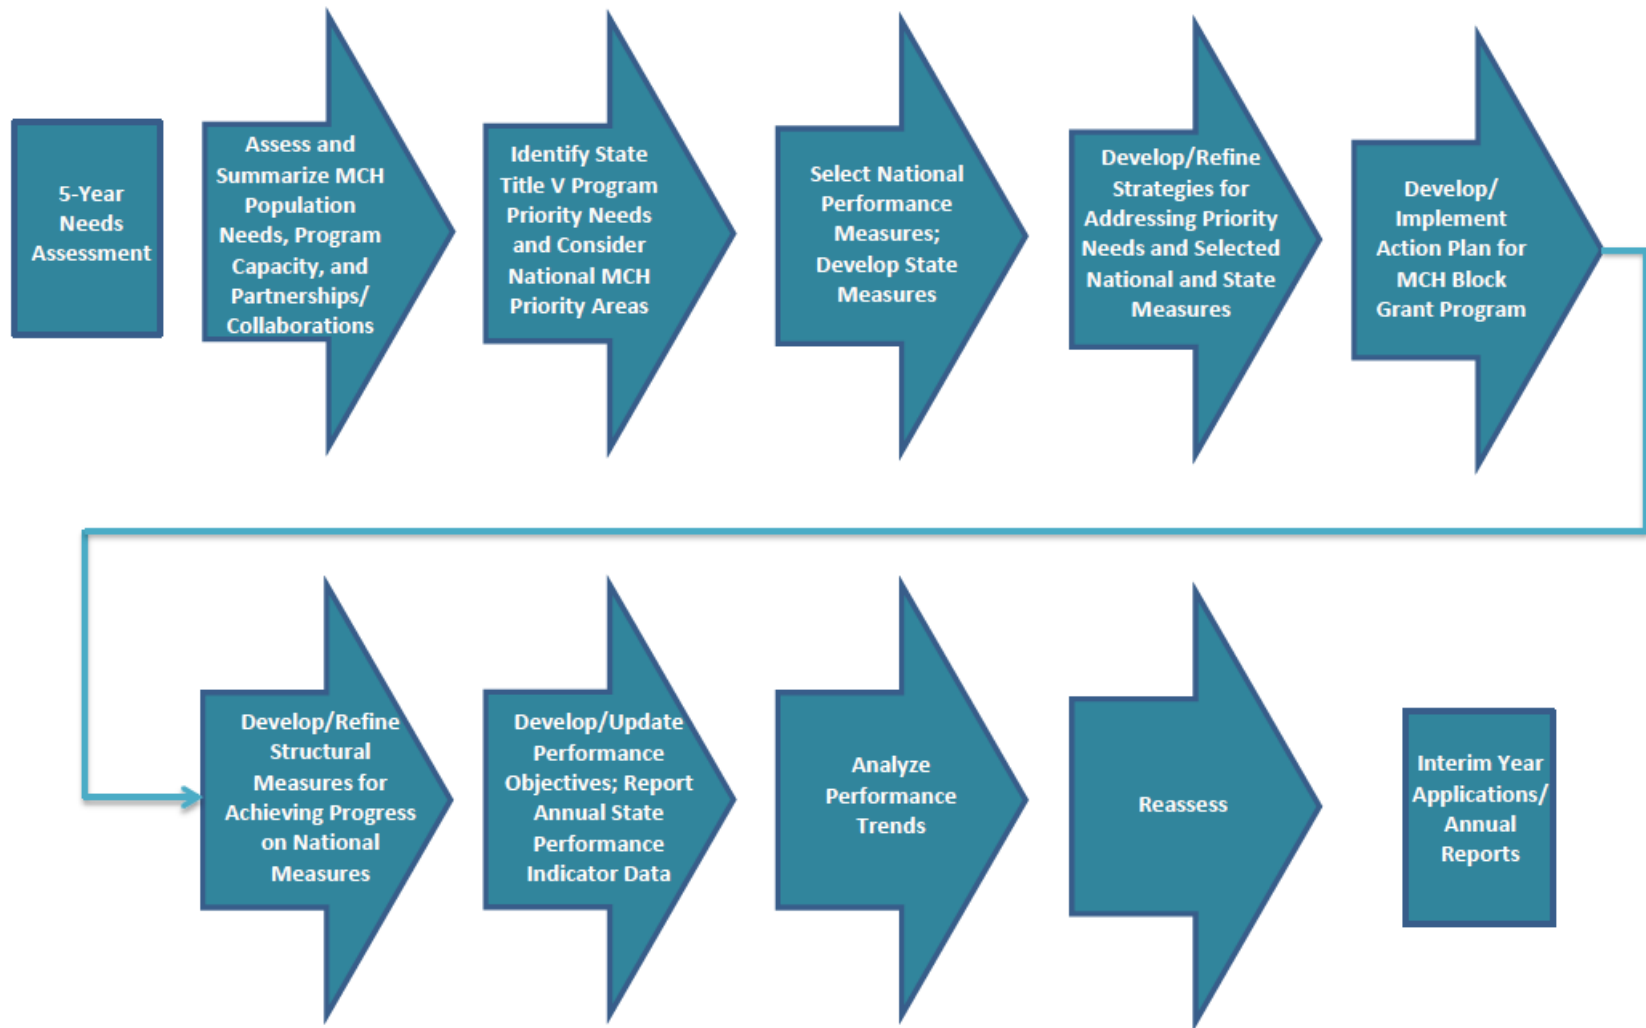 5-Year
Needs
Assessment
Assess and
Summarize MCH
Population
Needs, Program
Capacity, and
Partnerships/
Collaborations
Identify State
Title V Program
Priority Needs
and Consider
National MCH
Priority Areas
Select National
Performance
Measures;
Develop State
Measures
Develop/Refine
Strategies for
Addressing Priority
Needs and Selected
National and State
Measures
Develop/
Implement
Action Plan for
MCH Block
Grant Program
Develop/Refine
Structural
Measures for
Achieving Progress
on National
Measures
Develop/Update
Performance
Objectives; Report
Annual State
Performance
Indicator Data
Analyze
Performance
Trends
Reassess
Interim Year
Applications/
Annual
Reports